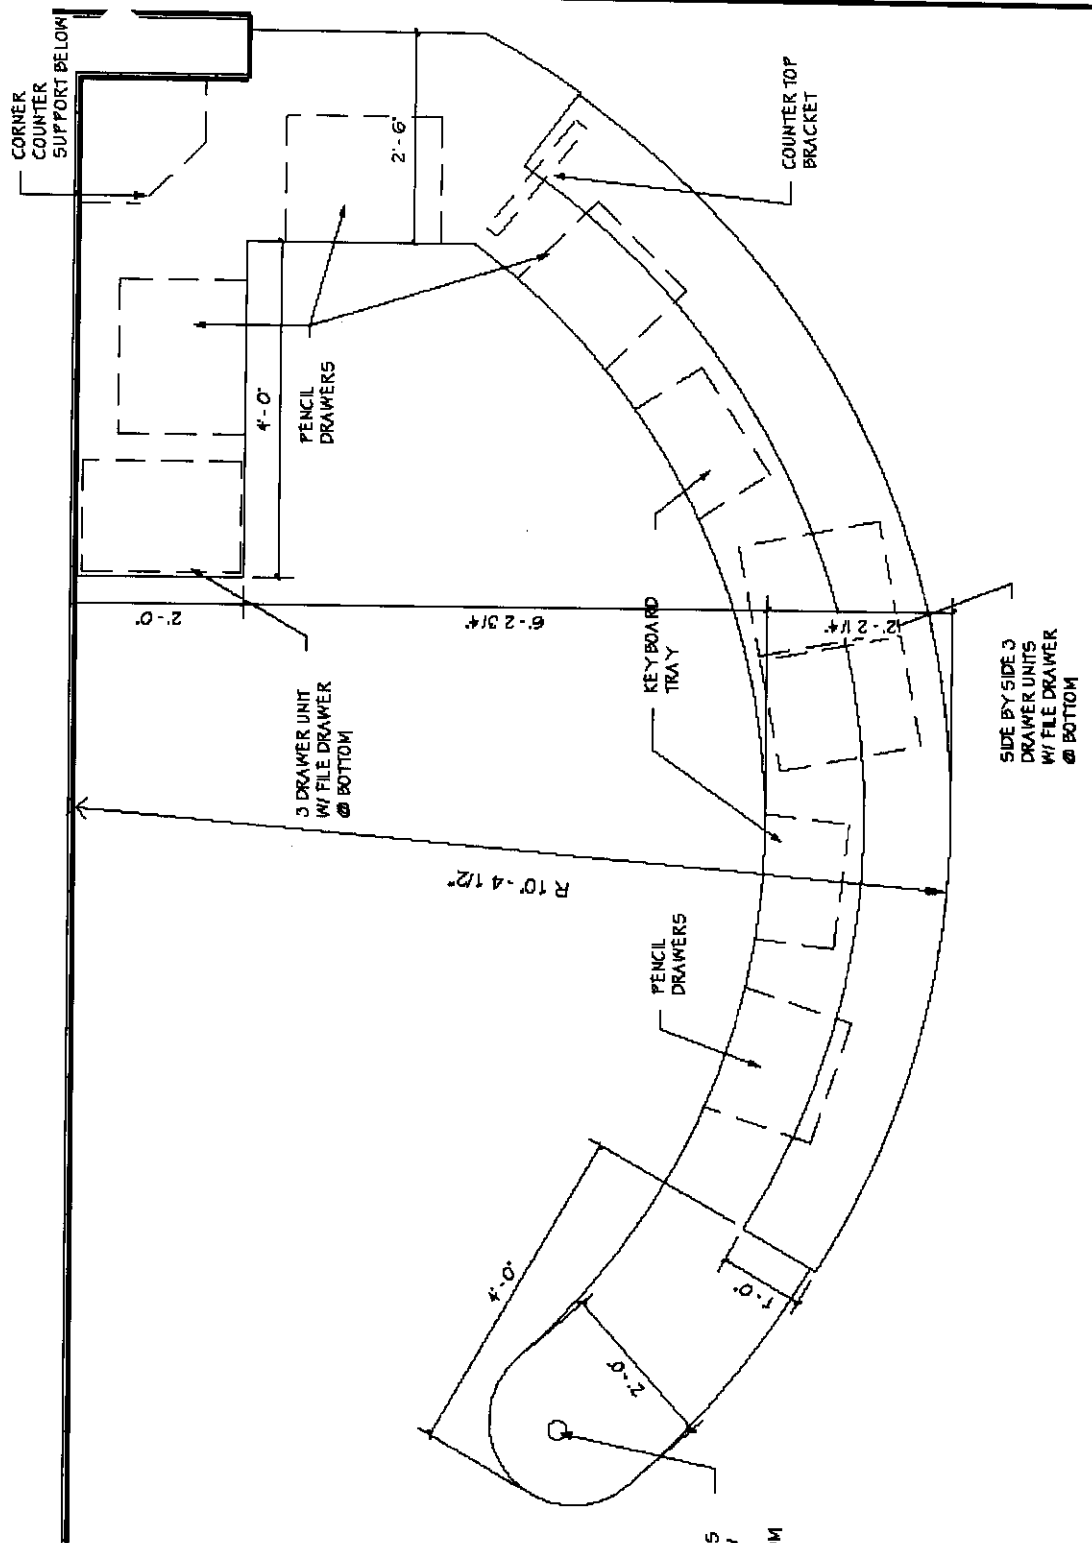 CORNER
COUNTER
SUPPORT BELOW
2'-6"
COUNTER TOP
BRACKET
PENCIL
DRAWERS
4'-0"
2'-0"
6'-2 3/4"
2'-2 1/4"
3 DRAWER UNIT
W/ FILE DRAWER
@ BOTTOM
KEYBOARD
TRAY
SIDE BY SIDE 3
DRAWER UNITS
W/ FILE DRAWER
@ BOTTOM
R 10'-4 1/2"
PENCIL
DRAWERS
4'-0"
1'-0"
2'-0"